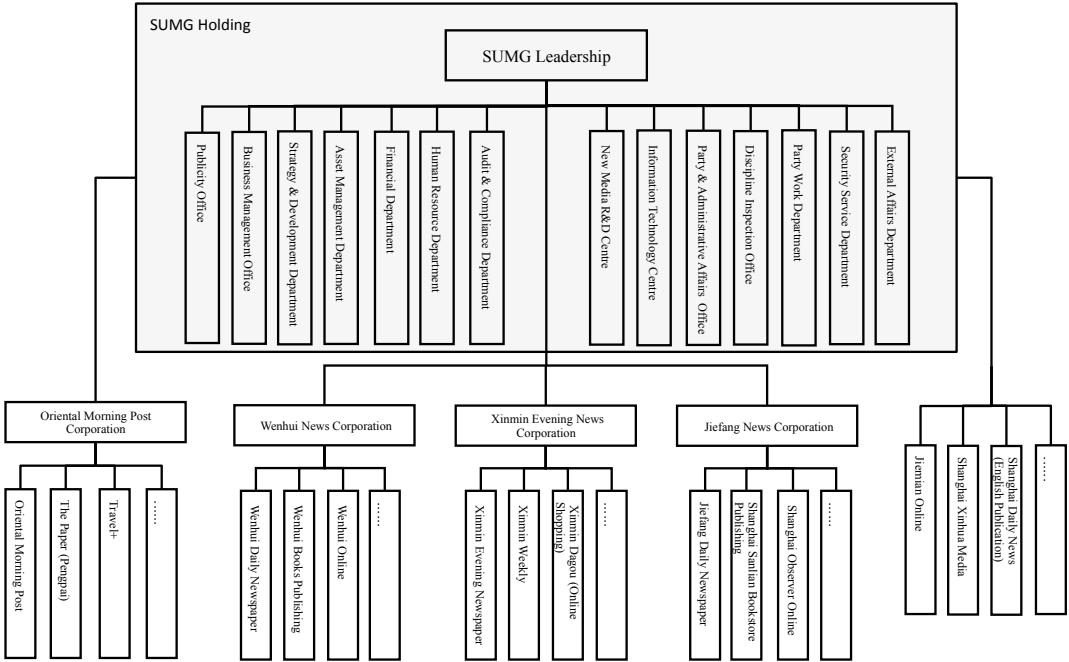 SUMG Holding
SUMG Leadership
Publicity Office
Business Management Office
Strategy & Development Department
Asset Management Department
Financial Department
Human Resource Department
Audit & Compliance Department
New Media R&D Centre
Information Technology Centre
Party & Administrative Affairs Office
Discipline Inspection Office
Party Work Department
Security Service Department
External Affairs Department
Oriental Morning Post
Corporation
Wenhui News Corporation
Xinmin Evening News
Corporation
Jiefang News Corporation
Oriental Morning Post
The Paper (Pengpai)
Travel+
……
Wenhui Daily Newspaper
Wenhui Books Publishing
Wenhui Online
……
Xinmin Evening Newspaper
Xinmin Weekly
Xinmin Dagou (Online
Shopping)
……
Jiefang Daily Newspaper
Shanghai Sanlian Bookstore
Publishing
Shanghai Observer Online
……
Jiemian Online
Shanghai Xinhua Media
Shanghai Daily News
(English Publication)
……